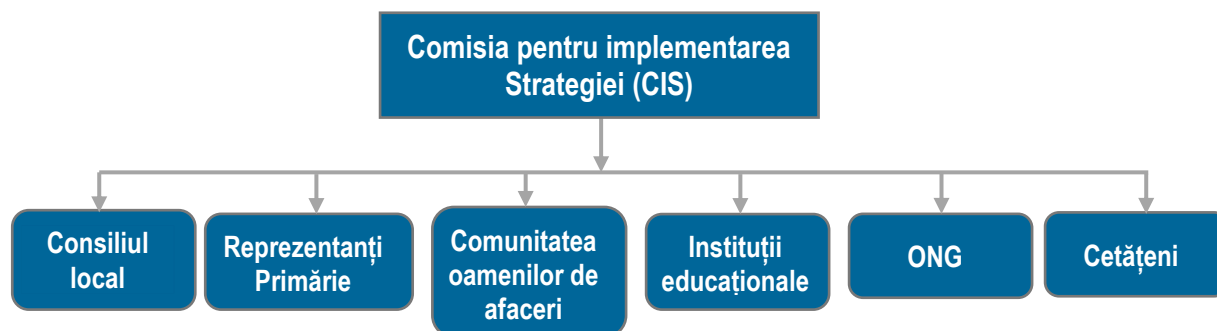 Comisia pentru implementarea
Strategiei (CIS)
Consiliul
local
Reprezentanți
Primărie
Comunitatea
oamenilor de
afaceri
Instituții
educaționale
ONG
Cetățeni